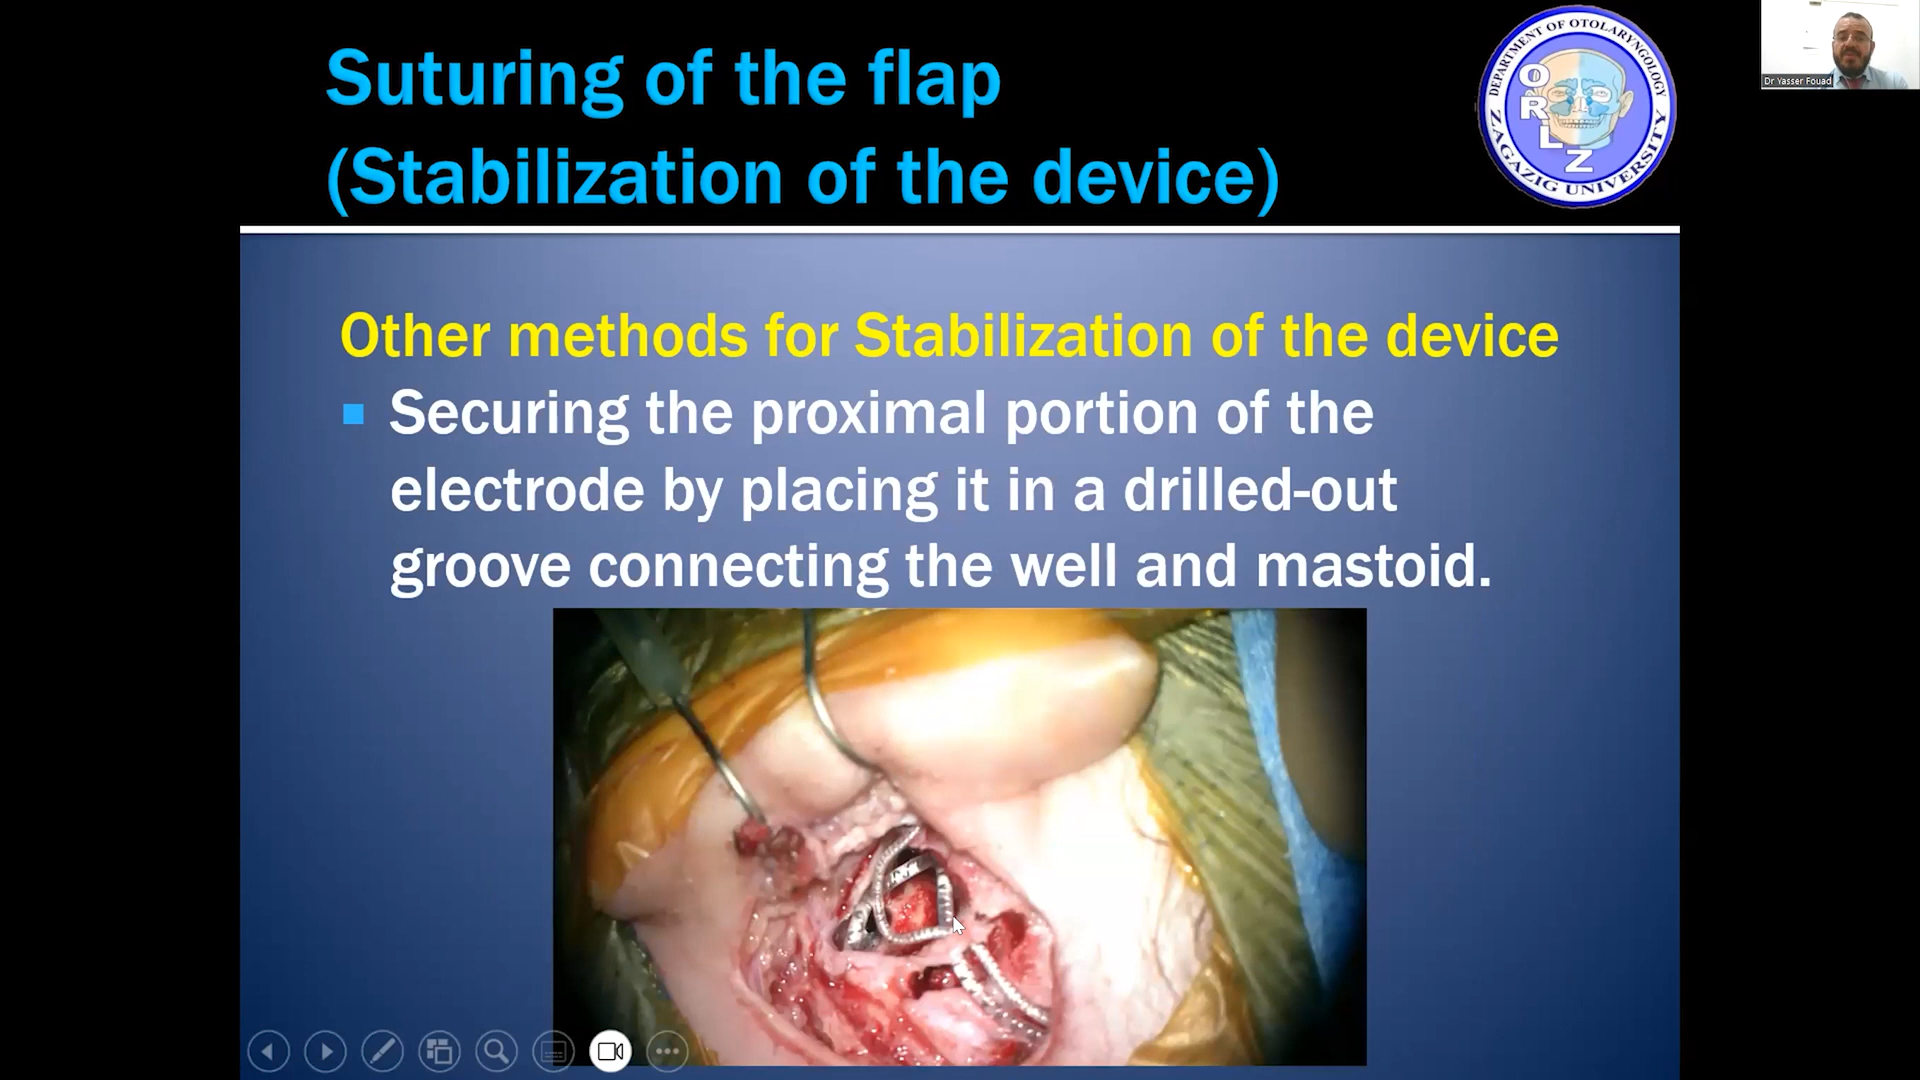 Suturing of the flap
(Stabilization of the device)
DEPARTMENT OF OTOLARYNGOLOGY
O
R
L
Z
ZAGAZIG UNIVERSITY
Dr Yasser Fouad
Other methods for Stabilization of the device
Securing the proximal portion of the
electrode by placing it in a drilled-out
groove connecting the well and mastoid.